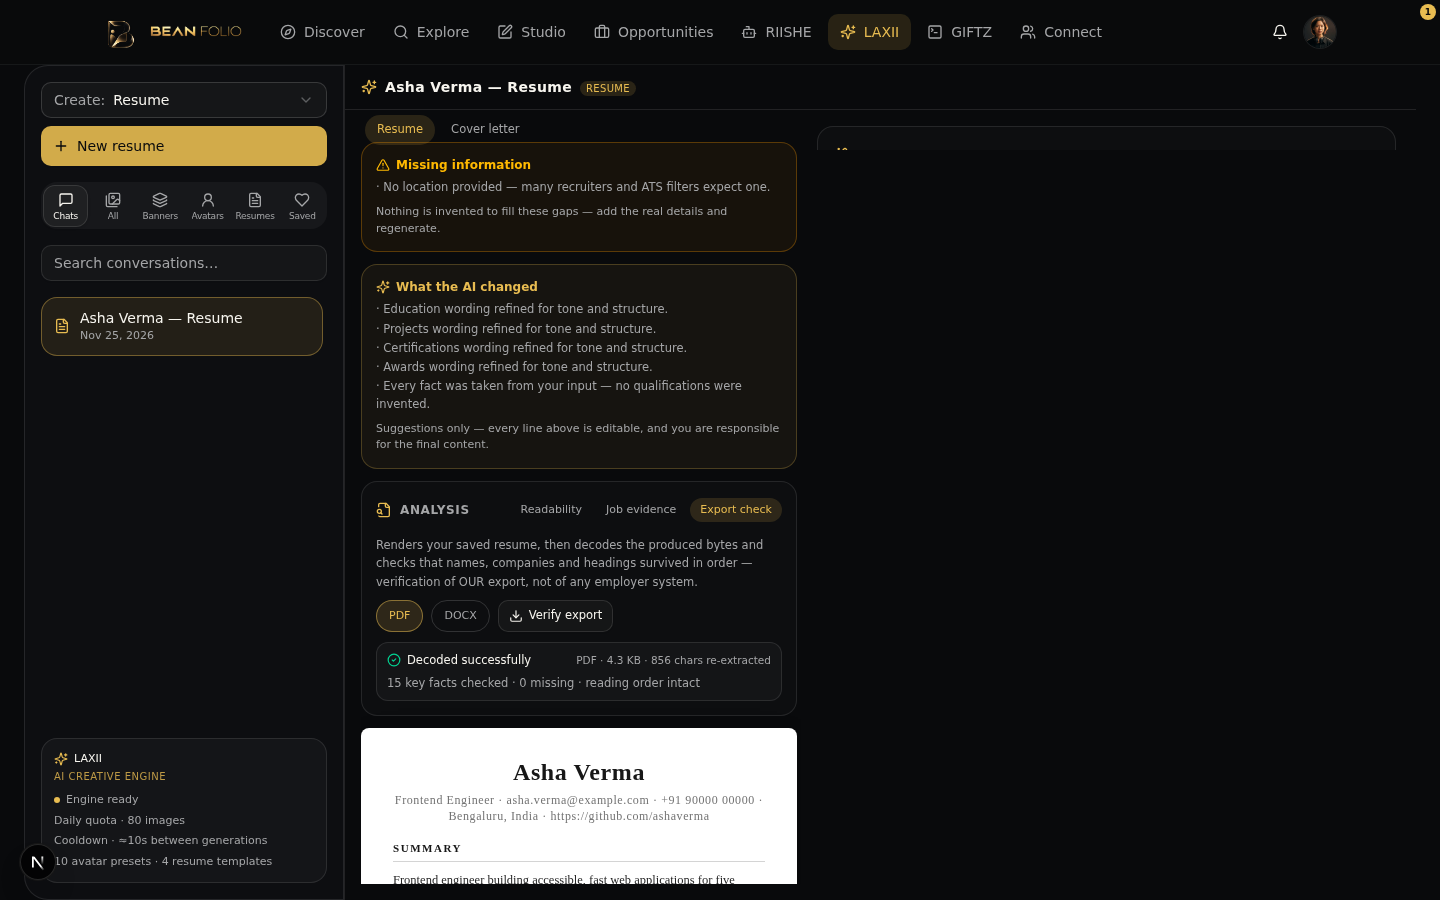 BEAN FOLIO
Discover
Explore
Studio
Opportunities
RIISHE
LAXII
GIFTZ
Connect
1
Create: Resume
New resume
Chats
All
Banners
Avatars
Resumes
Saved
Search conversations...
Asha Verma — Resume
Nov 25, 2026
LAXII
AI CREATIVE ENGINE
Engine ready
Daily quota · 80 images
Cooldown · ≈10s between generations
10 avatar presets · 4 resume templates
N
Asha Verma — Resume RESUME
Resume
Cover letter
Missing information
· No location provided — many recruiters and ATS filters expect one.
Nothing is invented to fill these gaps — add the real details and
regenerate.
What the AI changed
· Education wording refined for tone and structure.
· Projects wording refined for tone and structure.
· Certifications wording refined for tone and structure.
· Awards wording refined for tone and structure.
· Every fact was taken from your input — no qualifications were
invented.
Suggestions only — every line above is editable, and you are responsible
for the final content.
ANALYSIS
Readability
Job evidence
Export check
Renders your saved resume, then decodes the produced bytes and
checks that names, companies and headings survived in order —
verification of OUR export, not of any employer system.
PDF
DOCX
Verify export
Decoded successfully
PDF · 4.3 KB · 856 chars re-extracted
15 key facts checked · 0 missing · reading order intact
Asha Verma
Frontend Engineer · asha.verma@example.com · +91 90000 00000 ·
Bengaluru, India · https://github.com/ashaverma
SUMMARY
Frontend engineer building accessible, fast web applications for five